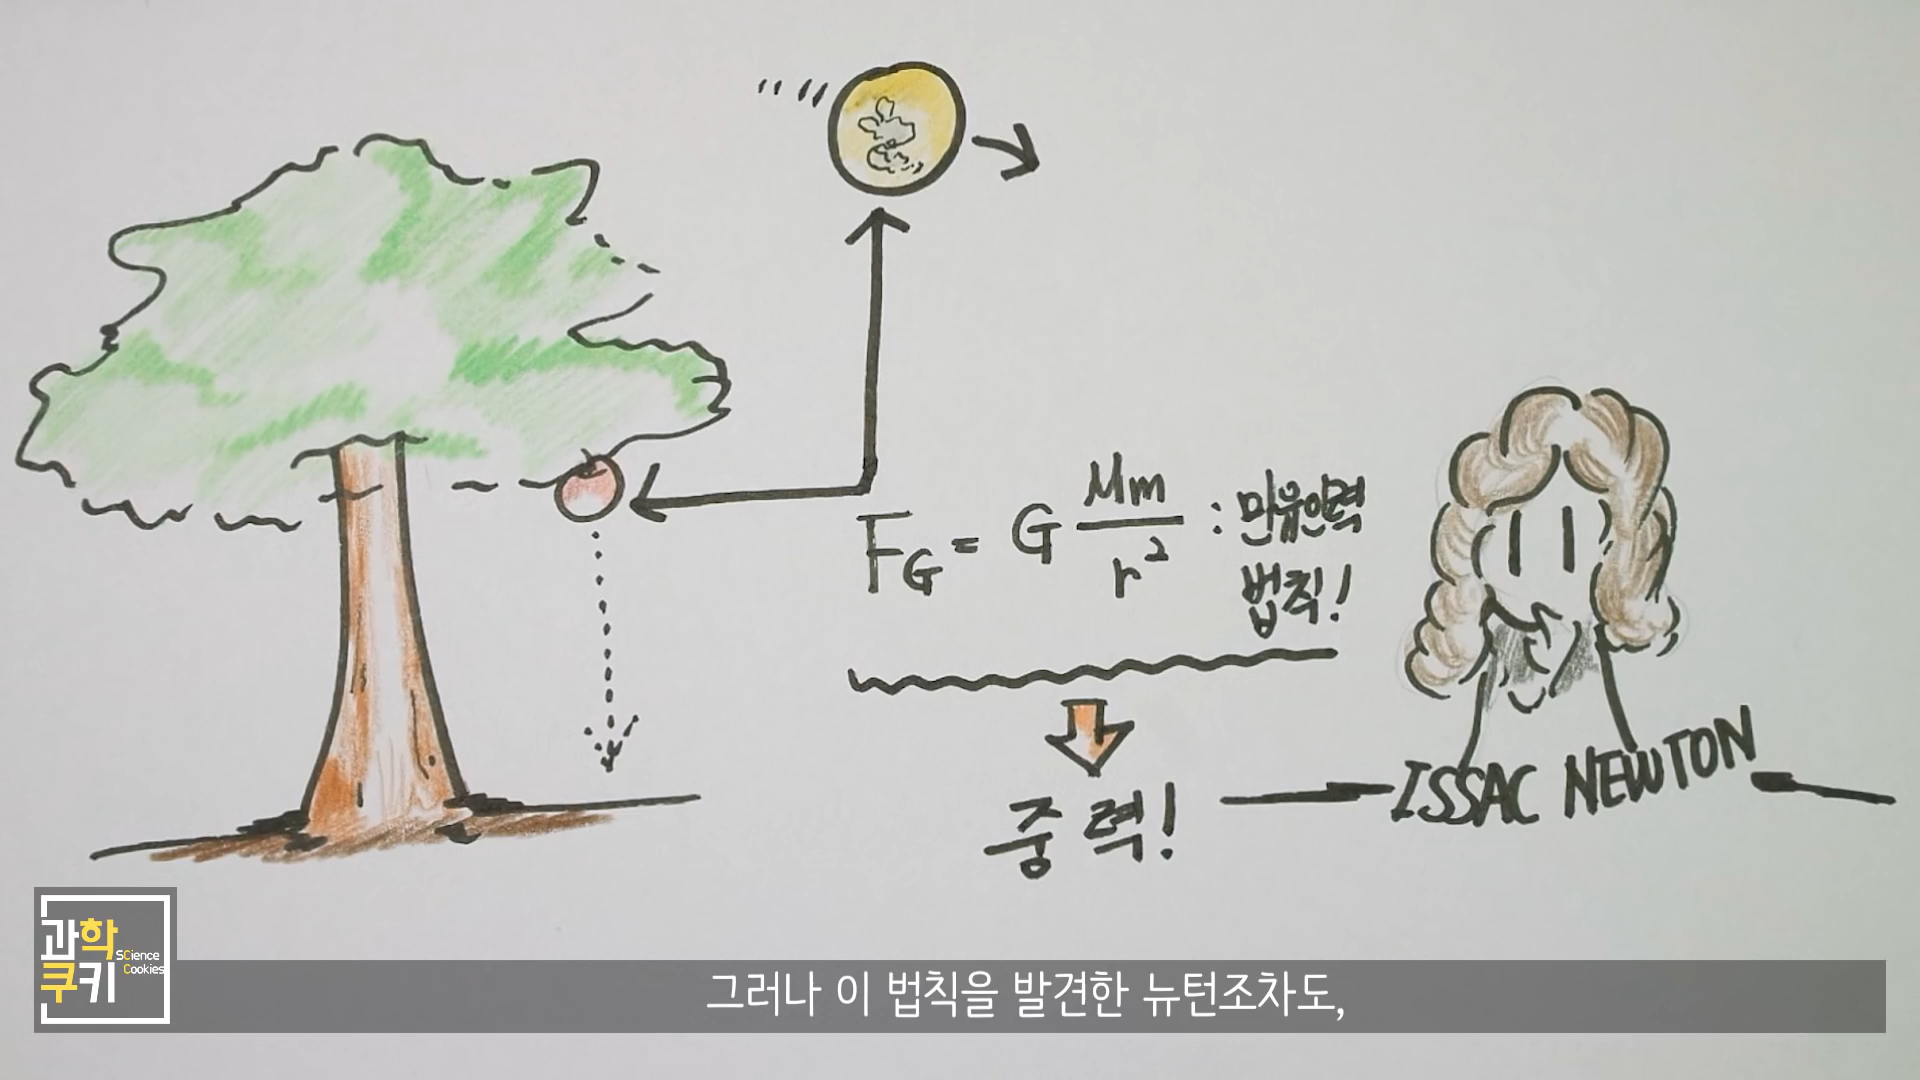 F_G = G Mm / r² : 만유인력
법칙!
중력!
ISSAC NEWTON
과학
쿠키
Science
Cookies
그러나 이 법칙을 발견한 뉴턴조차도,